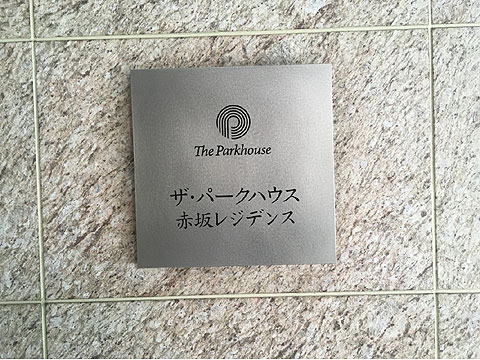 The Parkhouse
ザ・パークハウス
赤坂レジデンス